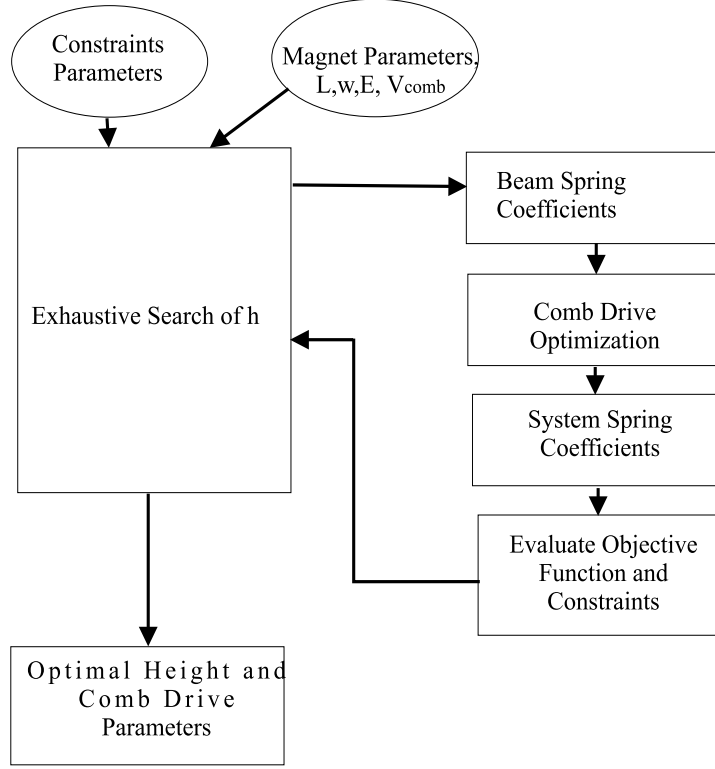 Constraints
Parameters
Magnet Parameters,
L,w,E, Vcomb
Beam Spring
Coefficients
Exhaustive Search of h
Comb Drive
Optimization
System Spring
Coefficients
Evaluate Objective
Function and
Constraints
Optimal Height and
Comb Drive
Parameters